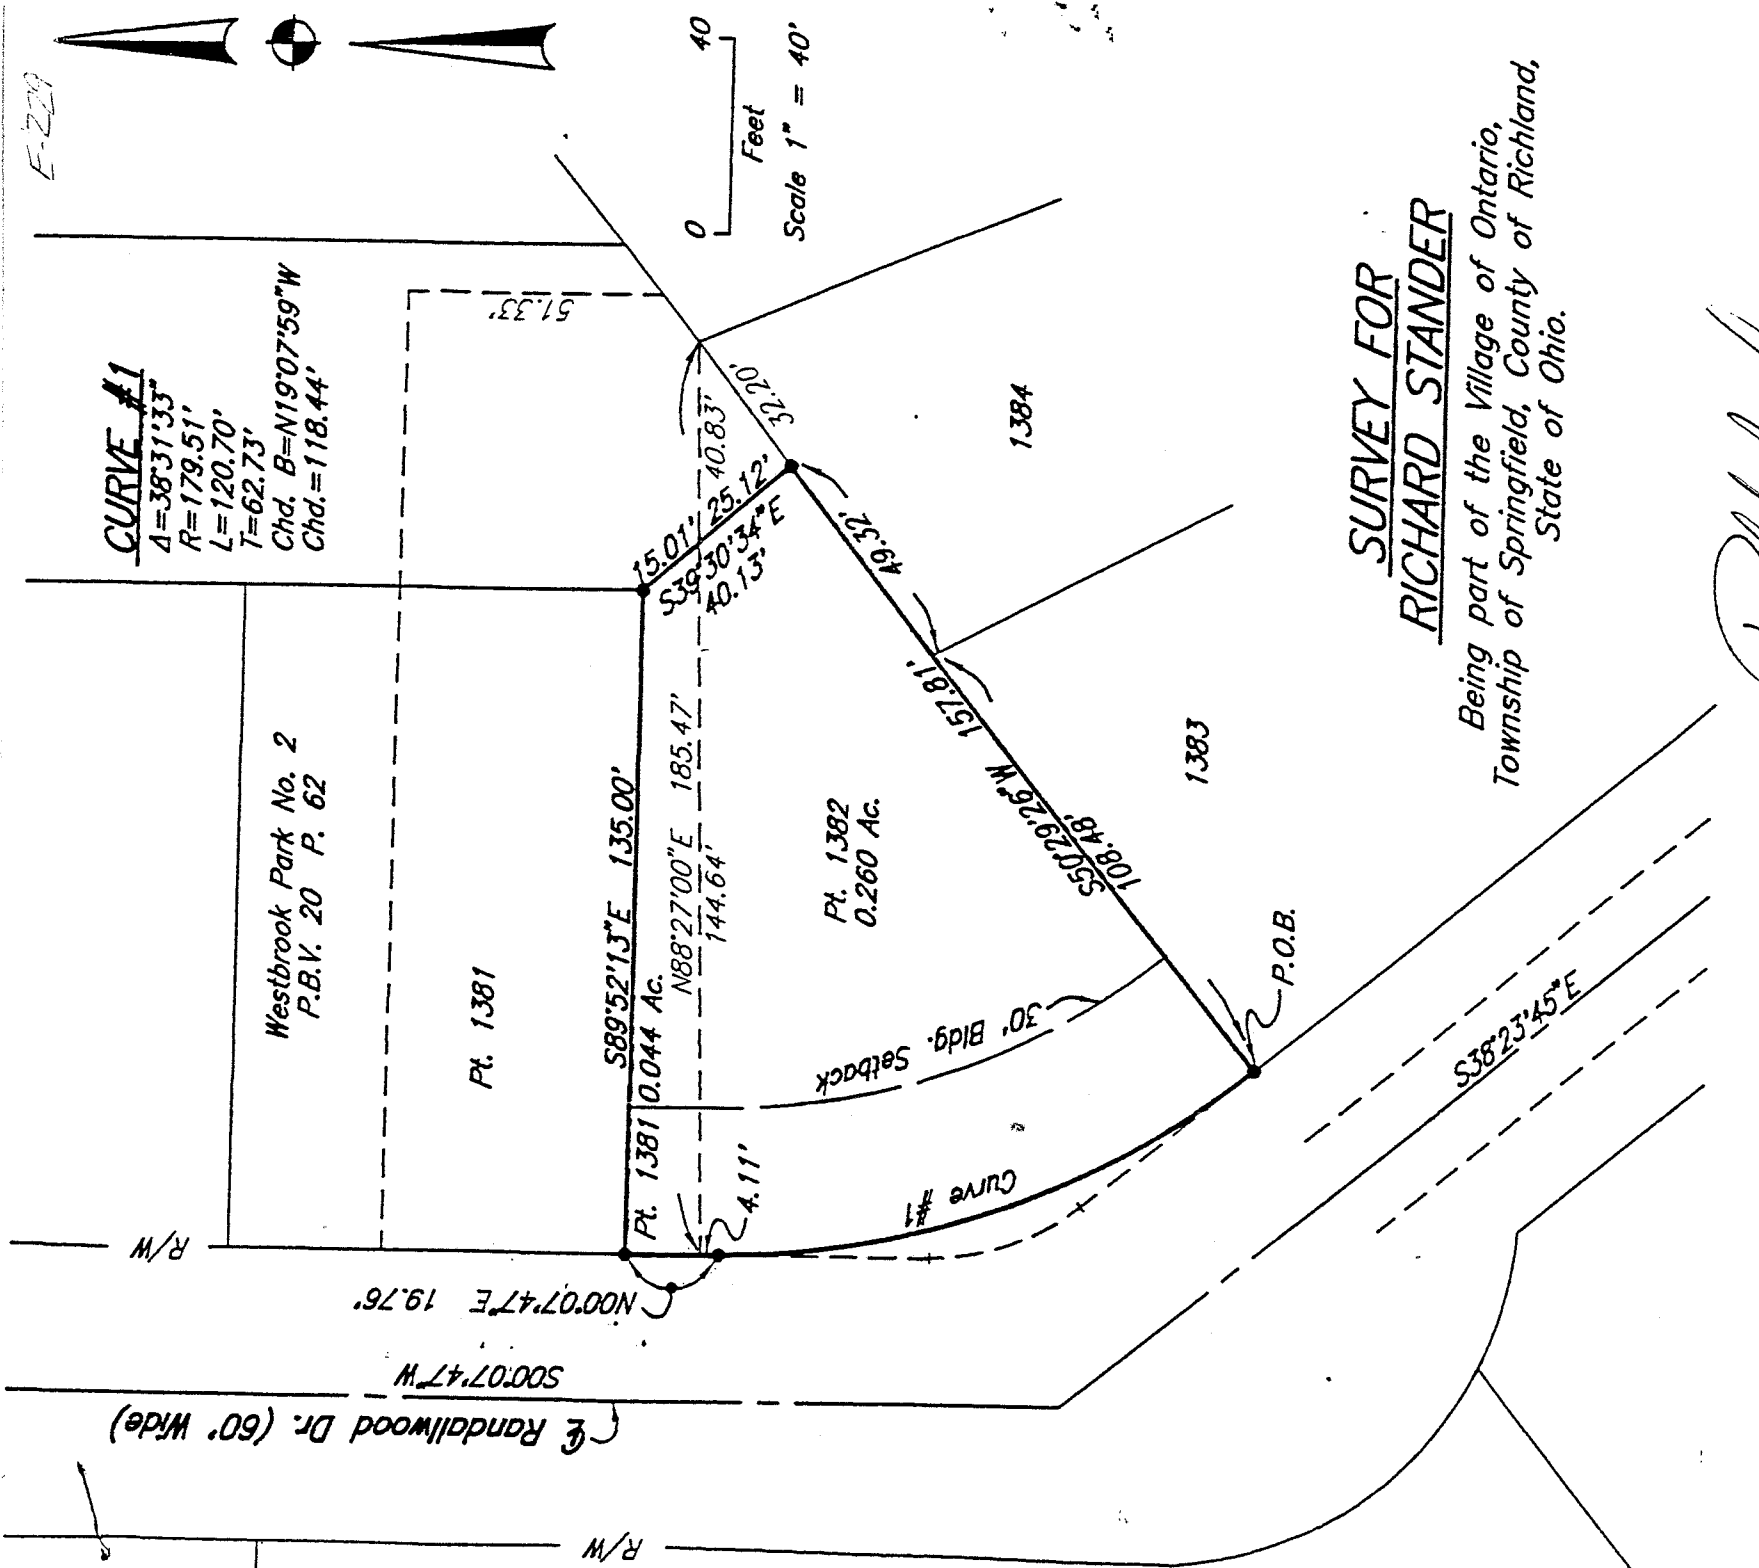 E-229
CURVE #1
Δ=38°31'33"
R=179.51'
L=120.70'
T=62.73'
Chd. B=N19°07'59"W
Chd.=118.44'
0 40
Feet
Scale 1" = 40'
Westbrook Park No. 2
P.B.V. 20 P. 62
51.33'
Pt. 1381
S89°52'13"E 135.00'
Pt. 1381 0.044 Ac.
N88°27'00"E 185.47'
144.64'
40.83'
15.01' 25.12'
S39°30'34"E
40.13'
32.20'
Pt. 1382
0.260 Ac.
49.32'
157.81'
S50°29'26"W
108.48'
1384
1383
30' Bldg.
Setback
4.11'
Curve #1
P.O.B.
R/W
N00°07'47"E 19.76'
S00°07'47"W
℄ Randallwood Dr. (60' Wide)
R/W
S38°23'45"E
SURVEY FOR
RICHARD STANDER
Being part of the Village of Ontario,
Township of Springfield, County of Richland,
State of Ohio.